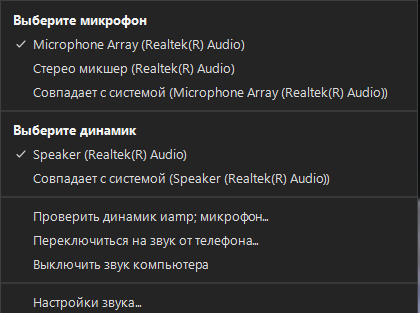 Выберите микрофон
Microphone Array (Realtek(R) Audio)
Стерео микшер (Realtek(R) Audio)
Совпадает с системой (Microphone Array (Realtek(R) Audio))
Выберите динамик
Speaker (Realtek(R) Audio)
Совпадает с системой (Speaker (Realtek(R) Audio))
Проверить динамик иamp; микрофон...
Переключиться на звук от телефона...
Выключить звук компьютера
Настройки звука...